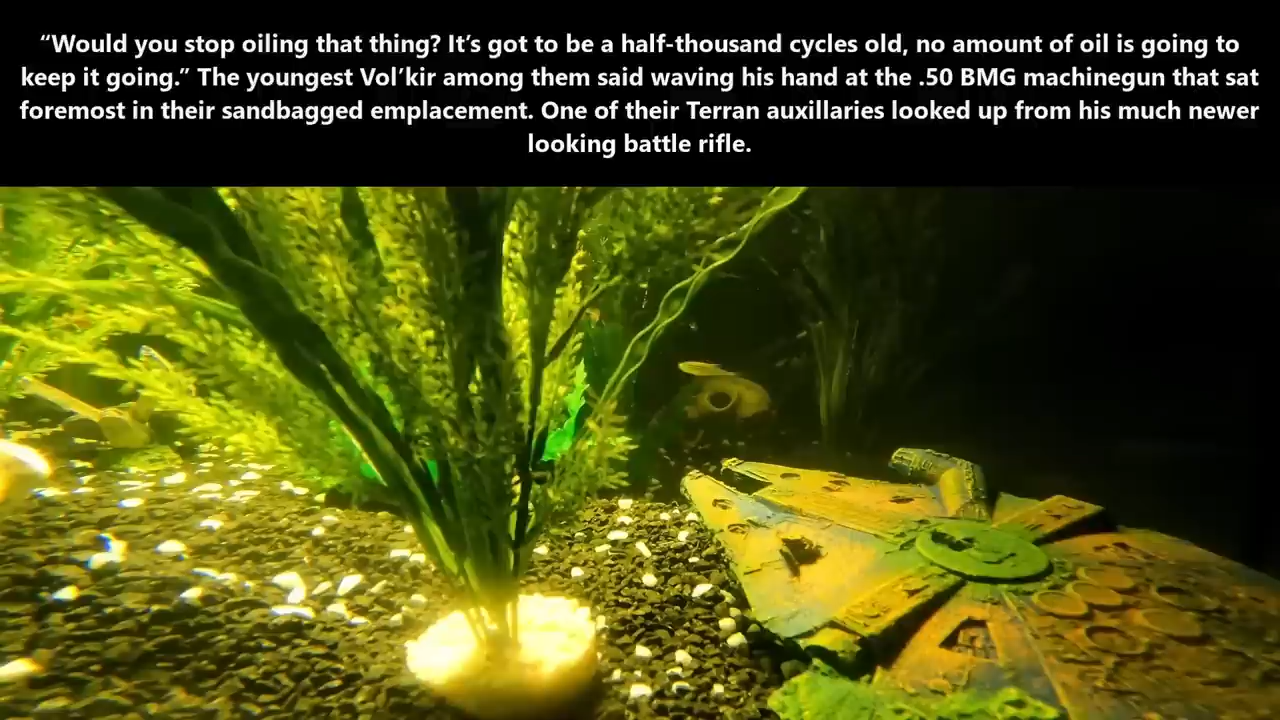 “Would you stop oiling that thing? It’s got to be a half-thousand cycles old, no amount of oil is going to
keep it going.” The youngest Vol’kir among them said waving his hand at the .50 BMG machinegun that sat
foremost in their sandbagged emplacement. One of their Terran auxillaries looked up from his much newer
looking battle rifle.